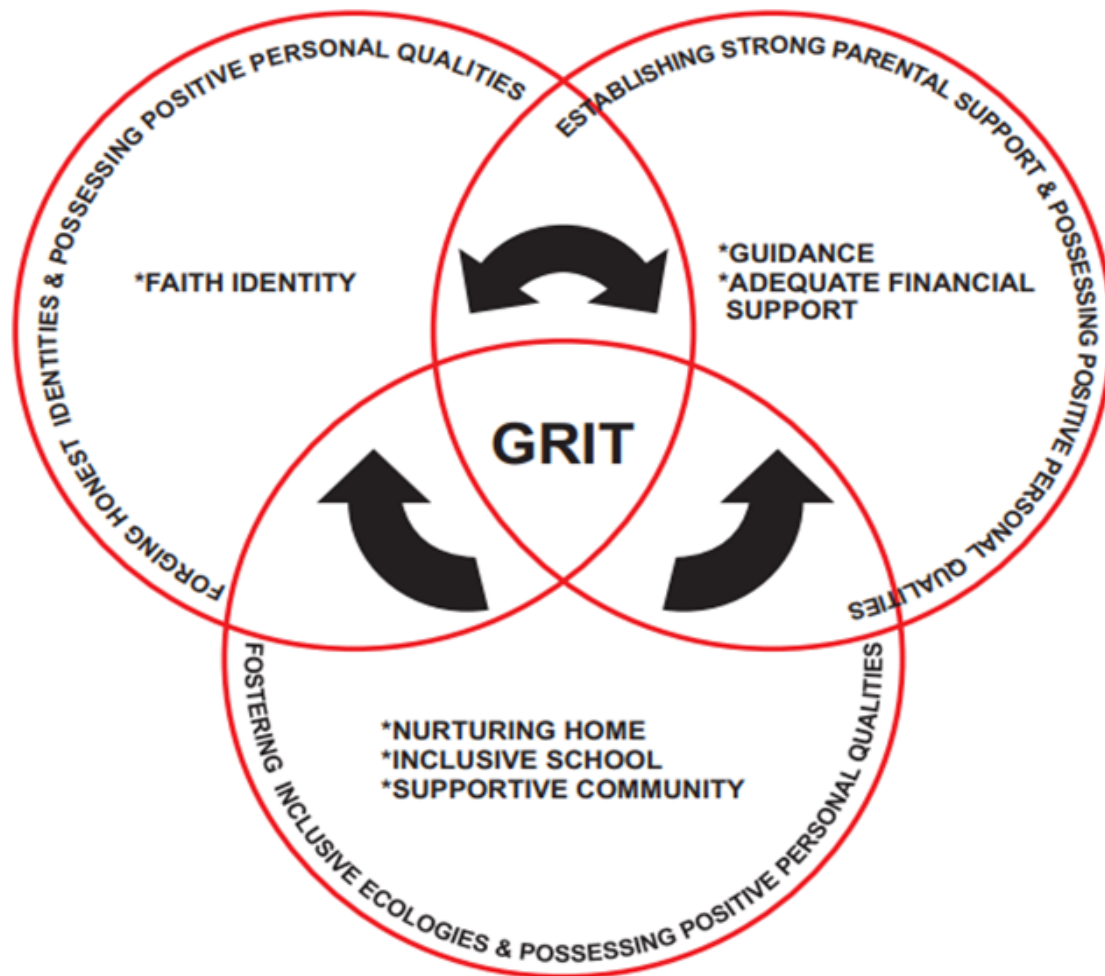 FORGING HONEST IDENTITIES & POSSESSING POSITIVE PERSONAL QUALITIES
ESTABLISHING STRONG PARENTAL SUPPORT & POSSESSING POSITIVE PERSONAL QUALITIES
*FAITH IDENTITY
*GUIDANCE
*ADEQUATE FINANCIAL
SUPPORT
GRIT
*NURTURING HOME
*INCLUSIVE SCHOOL
*SUPPORTIVE COMMUNITY
FOSTERING INCLUSIVE ECOLOGIES & POSSESSING POSITIVE PERSONAL QUALITIES